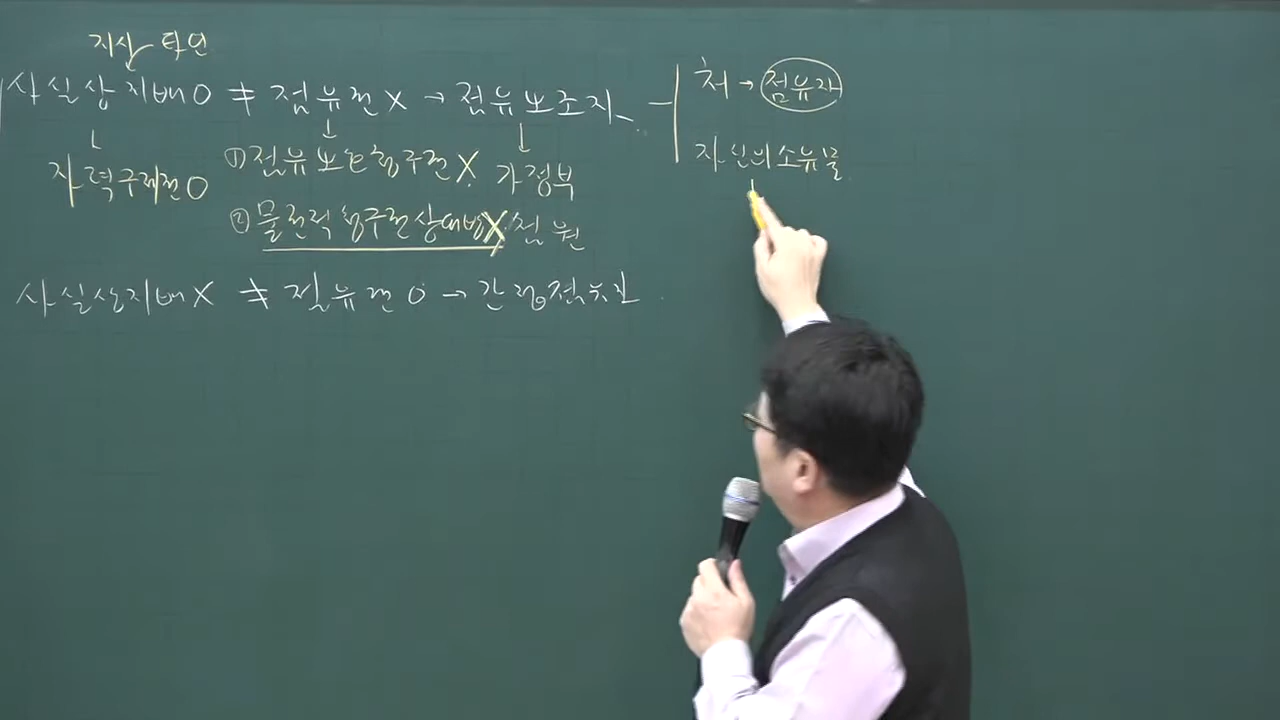 지시 타인
사실상 지배 O ≠ 점유권 X → 점유보조자
↓ ↓ ↓
자력구제권 O ① 점유보호청구권 X 가정부
② 물권적 청구권 상대방 X 점원
사실상 지배 X ≠ 점유권 O → 간접점유자
처 → 점유자
자신의 소유물